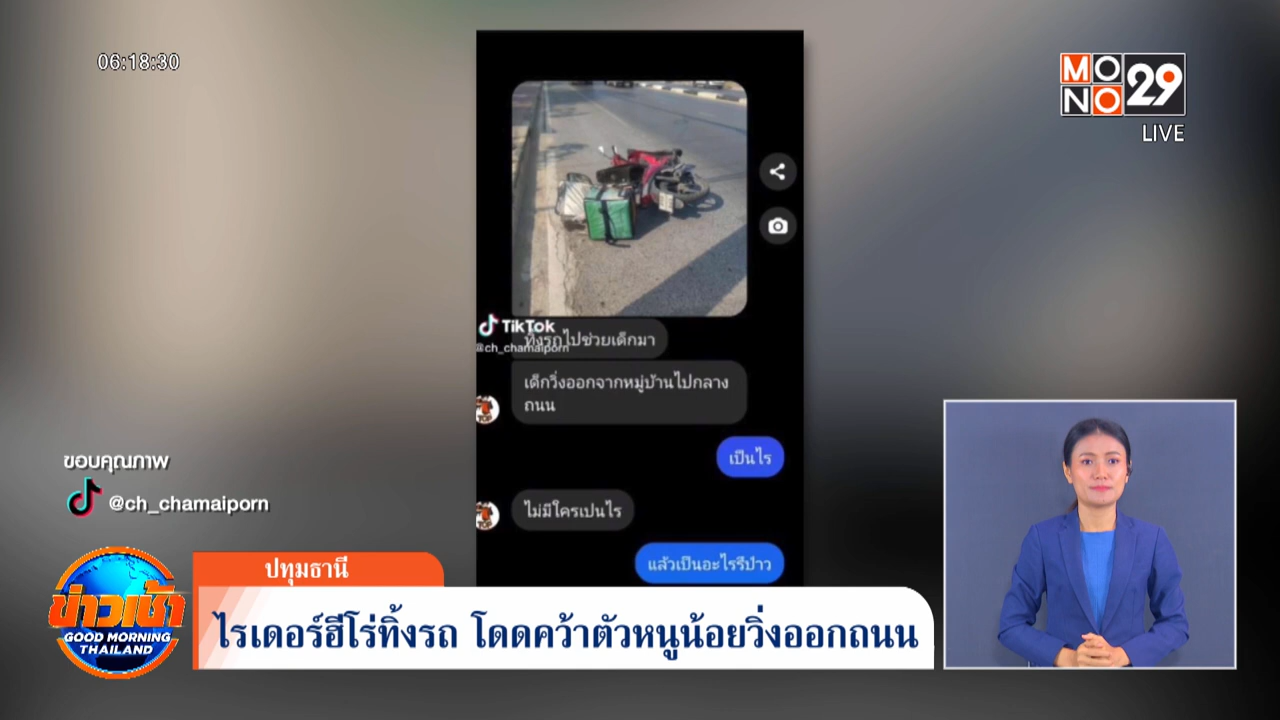 06:18:30
MONO
29
LIVE
TikTok
@ch_chamaiporn
ทิ้งรถไปช่วยเด็กมา
เด็กวิ่งออกจากหมู่บ้านไปกลาง
ถนน
เป็นไร
ไม่มีใครเปนไร
แล้วเป็นอะไรรึป่าว
ขอบคุณภาพ
@ch_chamaiporn
ข่าวเช้า
GOOD MORNING
THAILAND
ปทุมธานี
ไรเดอร์ฮีโร่ทิ้งรถ โดดคว้าตัวหนูน้อยวิ่งออกถนน